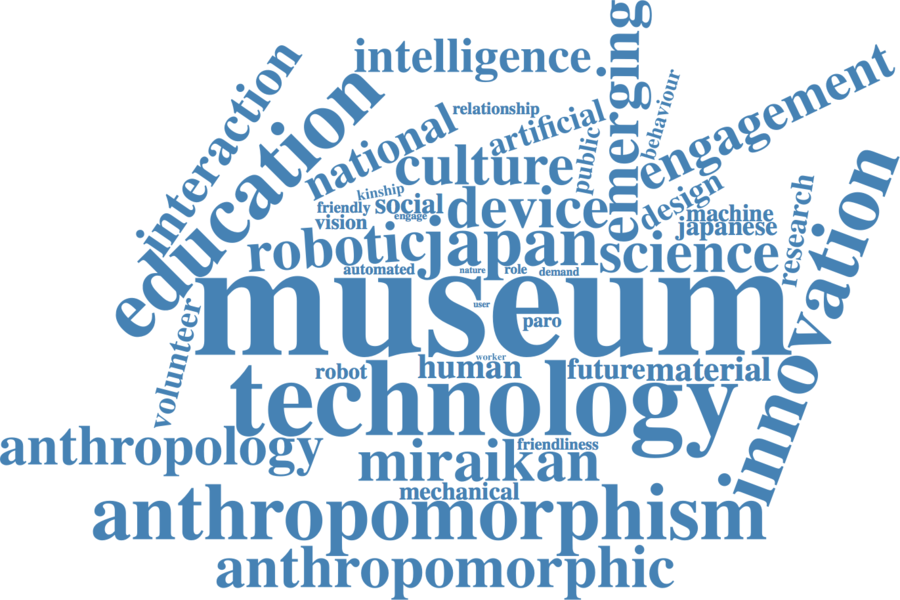 intelligence
emerging
interaction
education
relationship
artificial
behaviour
engagement
national
public
culture
kinship
friendly
social
engage
vision
device
design
machine
japanese
research
innovation
robotic
japan
science
automated
nature
role
demand
museum
user
paro
volunteer
worker
robot
human
future
material
technology
anthropology
friendliness
miraikan
mechanical
anthropomorphism
anthropomorphic